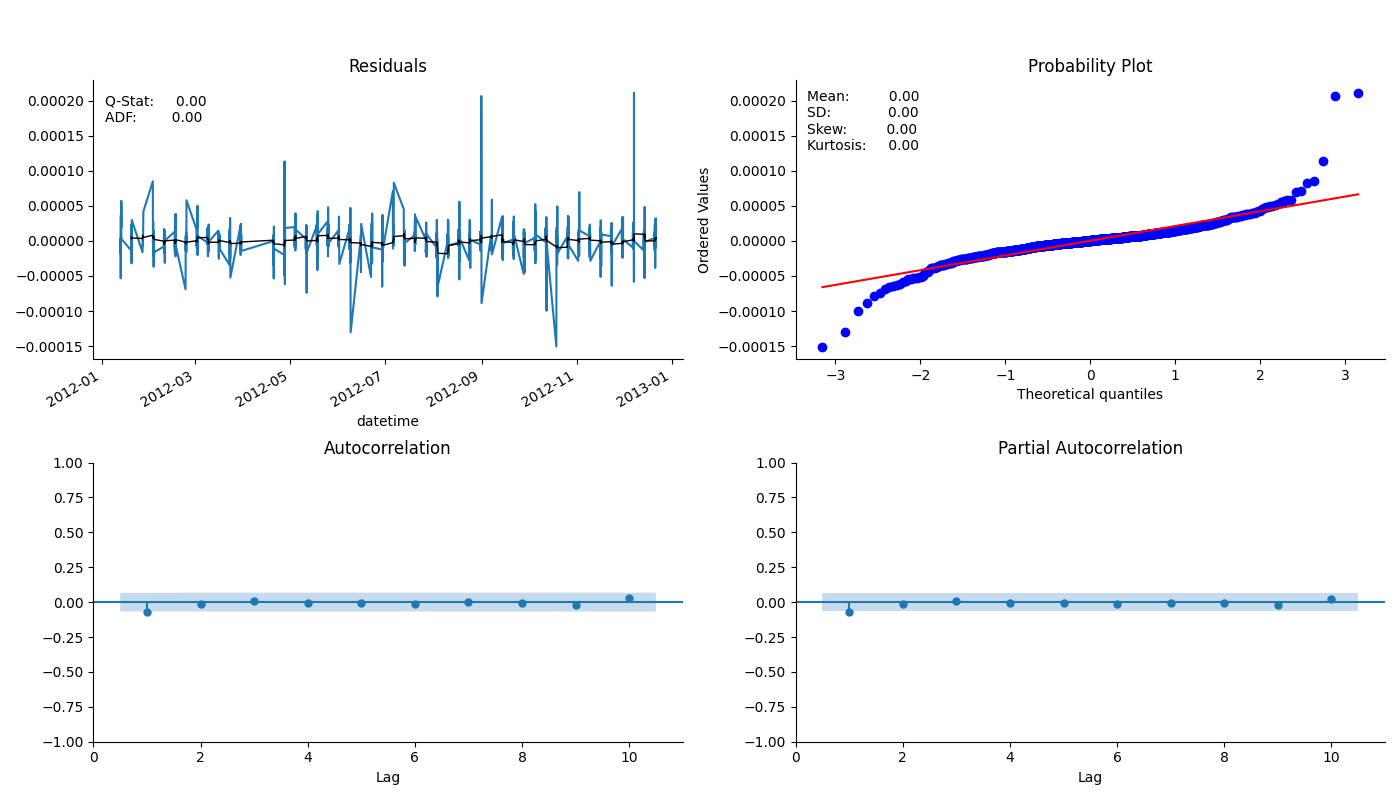 Residuals
Q-Stat: 0.00
ADF: 0.00
0.00020
0.00015
0.00010
0.00005
0.00000
−0.00005
−0.00010
−0.00015
2012-01
2012-03
2012-05
2012-07
2012-09
2012-11
2013-01
datetime
Probability Plot
Mean: 0.00
SD: 0.00
Skew: 0.00
Kurtosis: 0.00
Ordered Values
0.00020
0.00015
0.00010
0.00005
0.00000
−0.00005
−0.00010
−0.00015
−3 −2 −1 0 1 2 3
Theoretical quantiles
Autocorrelation
1.00
0.75
0.50
0.25
0.00
−0.25
−0.50
−0.75
−1.00
0 2 4 6 8 10
Lag
Partial Autocorrelation
1.00
0.75
0.50
0.25
0.00
−0.25
−0.50
−0.75
−1.00
0 2 4 6 8 10
Lag